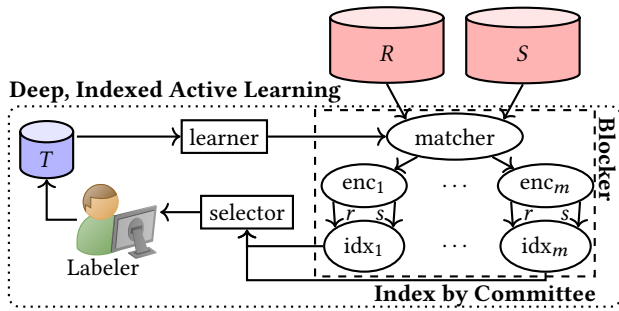 R S
Deep, Indexed Active Learning
T learner matcher Blocker
enc₁ ... encₘ
selector r s r s
idx₁ ... idxₘ
Labeler
Index by Committee